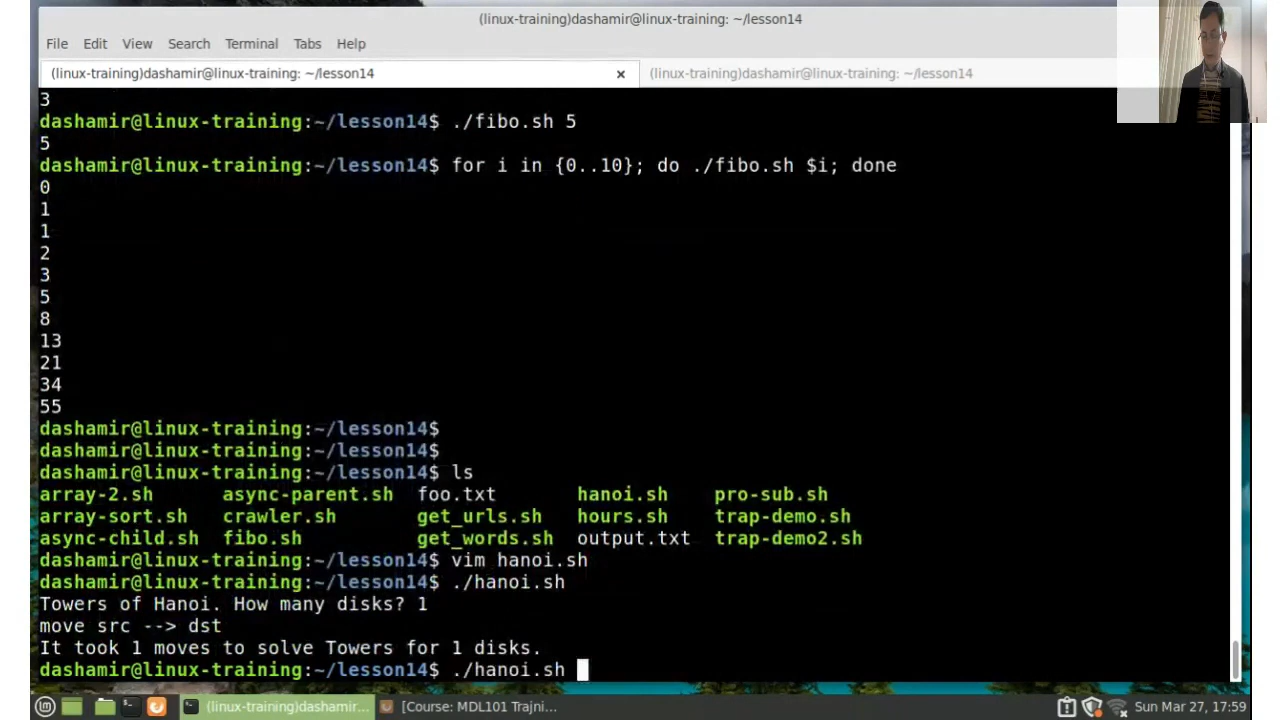 (linux-training)dashamir@linux-training: ~/lesson14
File Edit View Search Terminal Tabs Help
(linux-training)dashamir@linux-training: ~/lesson14 × (linux-training)dashamir@linux-training: ~/lesson14
3
dashamir@linux-training:~/lesson14$ ./fibo.sh 5
5
dashamir@linux-training:~/lesson14$ for i in {0..10}; do ./fibo.sh $i; done
0
1
1
2
3
5
8
13
21
34
55
dashamir@linux-training:~/lesson14$
dashamir@linux-training:~/lesson14$
dashamir@linux-training:~/lesson14$ ls
array-2.sh async-parent.sh foo.txt hanoi.sh pro-sub.sh
array-sort.sh crawler.sh get_urls.sh hours.sh trap-demo.sh
async-child.sh fibo.sh get_words.sh output.txt trap-demo2.sh
dashamir@linux-training:~/lesson14$ vim hanoi.sh
dashamir@linux-training:~/lesson14$ ./hanoi.sh
Towers of Hanoi. How many disks? 1
move src --> dst
It took 1 moves to solve Towers for 1 disks.
dashamir@linux-training:~/lesson14$ ./hanoi.sh
(linux-training)dashamir... [Course: MDL101 Trajni... Sun Mar 27, 17:59